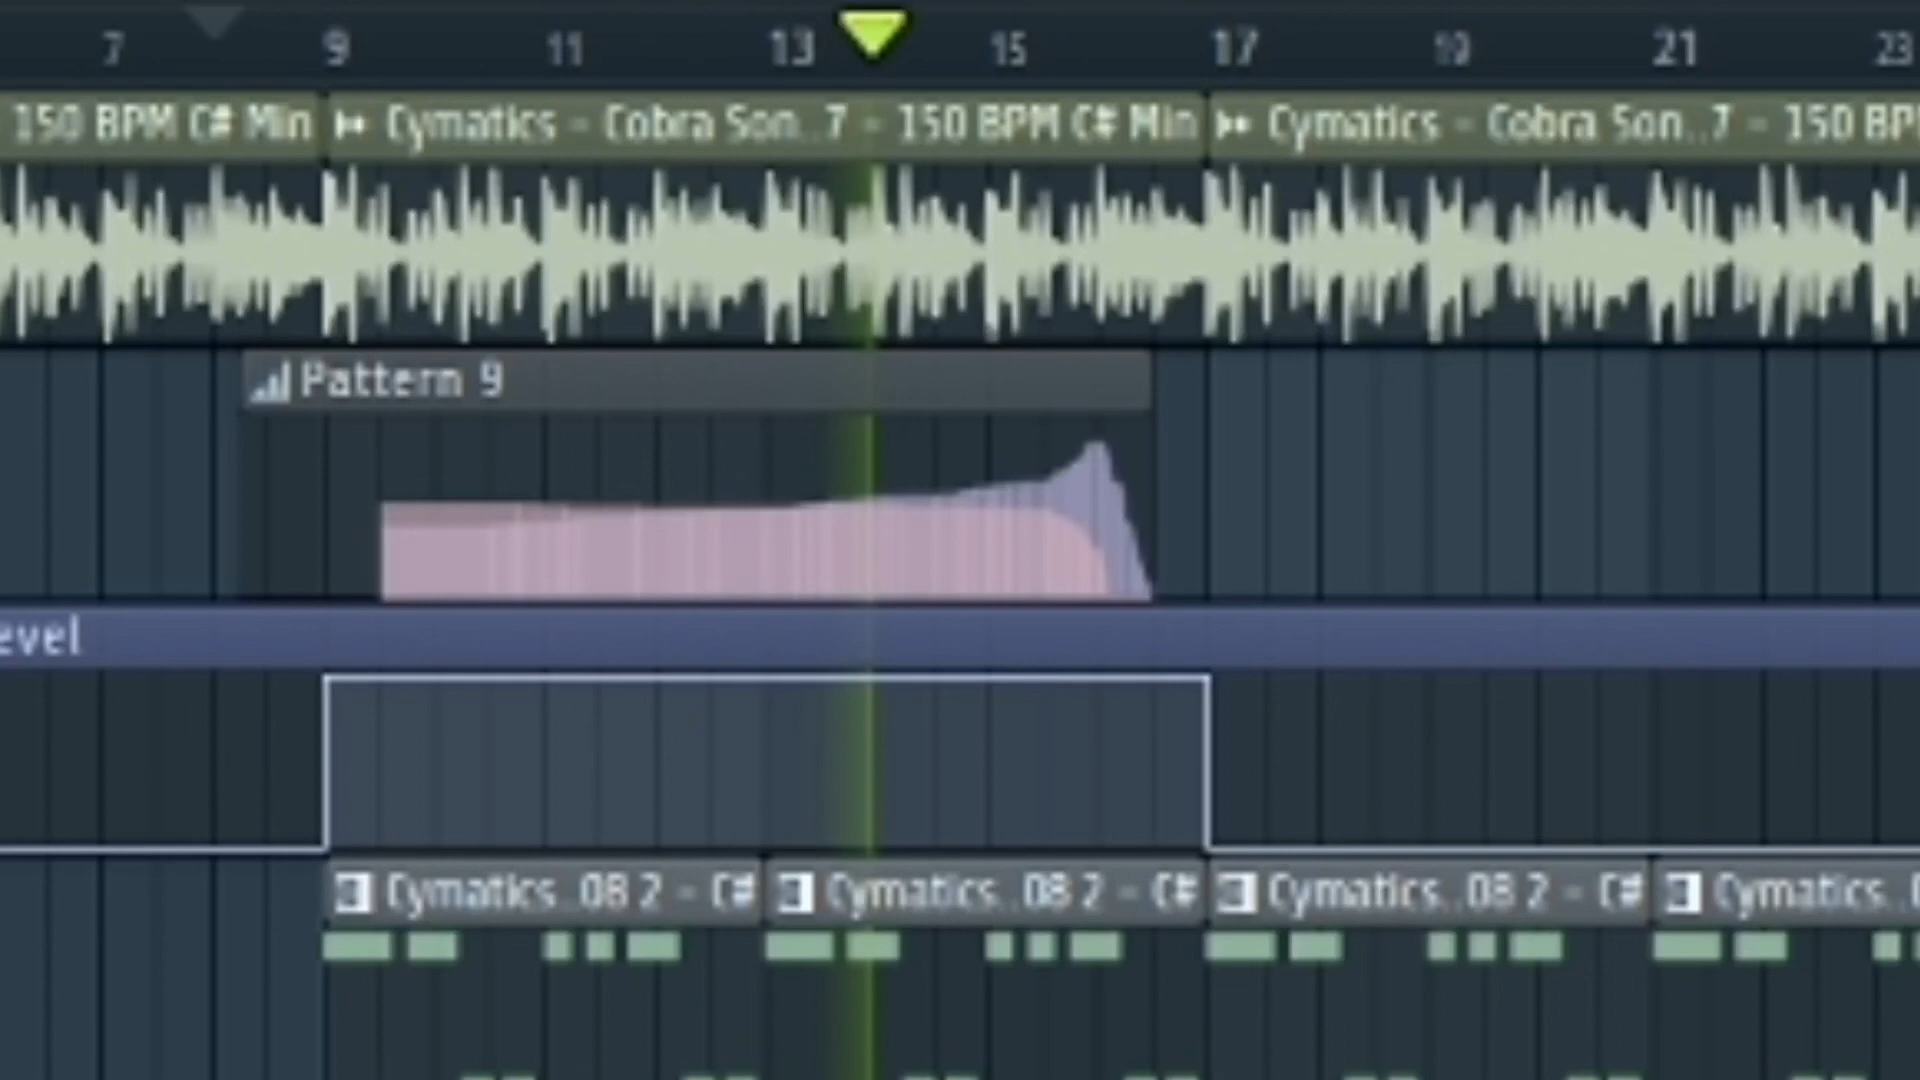 7 9 11 13 15 17 19 21 23
150 BPM C# Min Cymatics - Cobra Son..7 - 150 BPM C# Min Cymatics - Cobra Son..7 - 150 BP
Pattern 9
evel
Cymatics..08 2 - C# Cymatics..08 2 - C# Cymatics..08 2 - C# Cymatics..